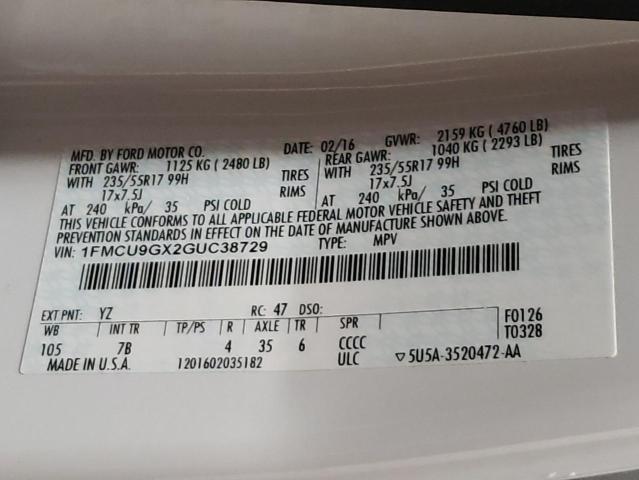 MFD. BY FORD MOTOR CO. DATE: 02/16 GVWR: 2159 KG ( 4760 LB)
FRONT GAWR: 1125 KG ( 2480 LB) REAR GAWR: 1040 KG ( 2293 LB)
WITH 235/55R17 99H TIRES WITH 235/55R17 99H TIRES
17x7.5J RIMS 17x7.5J RIMS
AT 240 kPa/ 35 PSI COLD AT 240 kPa/ 35 PSI COLD
THIS VEHICLE CONFORMS TO ALL APPLICABLE FEDERAL MOTOR VEHICLE SAFETY AND THEFT
PREVENTION STANDARDS IN EFFECT ON THE DATE OF MANUFACTURE SHOWN ABOVE.
VIN: 1FMCU9GX2GUC38729 TYPE: MPV
EXT PNT: YZ RC: 47 DSO: F0126
WB INT TR TP/PS R AXLE TR SPR T0328
105 7B 4 35 6 CCCC
MADE IN U.S.A. 1201602035182 ULC ▽5U5A-3520472-AA